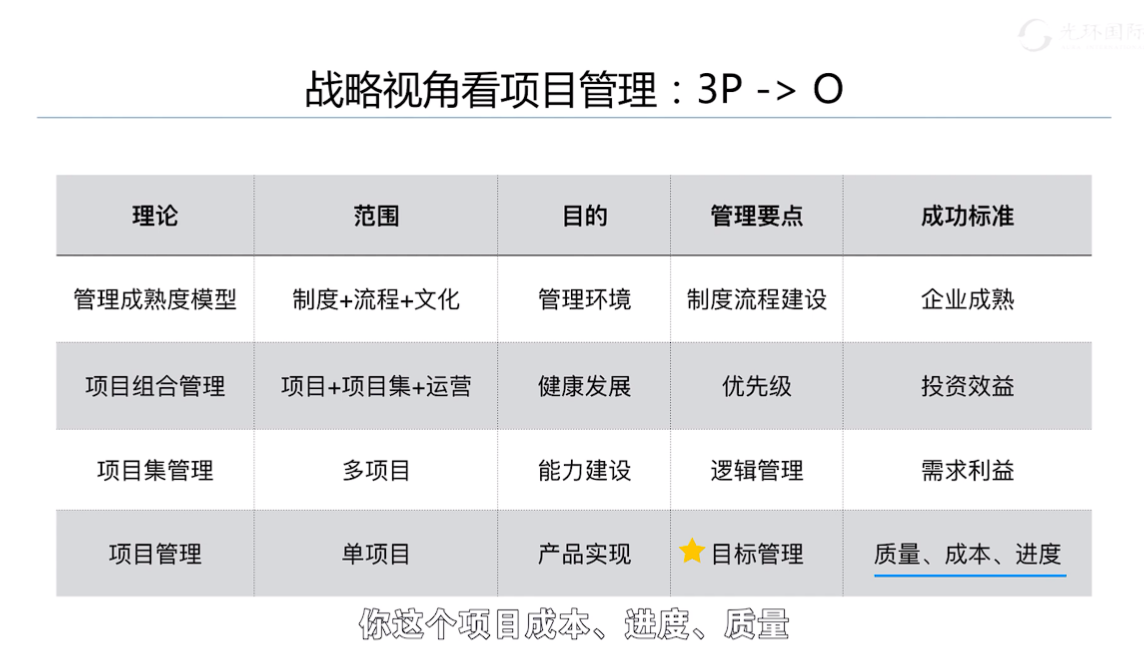 光环国际
战略视角看项目管理：3P -> O
理论 范围 目的 管理要点 成功标准
管理成熟度模型 制度+流程+文化 管理环境 制度流程建设 企业成熟
项目组合管理 项目+项目集+运营 健康发展 优先级 投资效益
项目集管理 多项目 能力建设 逻辑管理 需求利益
项目管理 单项目 产品实现 目标管理 质量、成本、进度
你这个项目成本、进度、质量